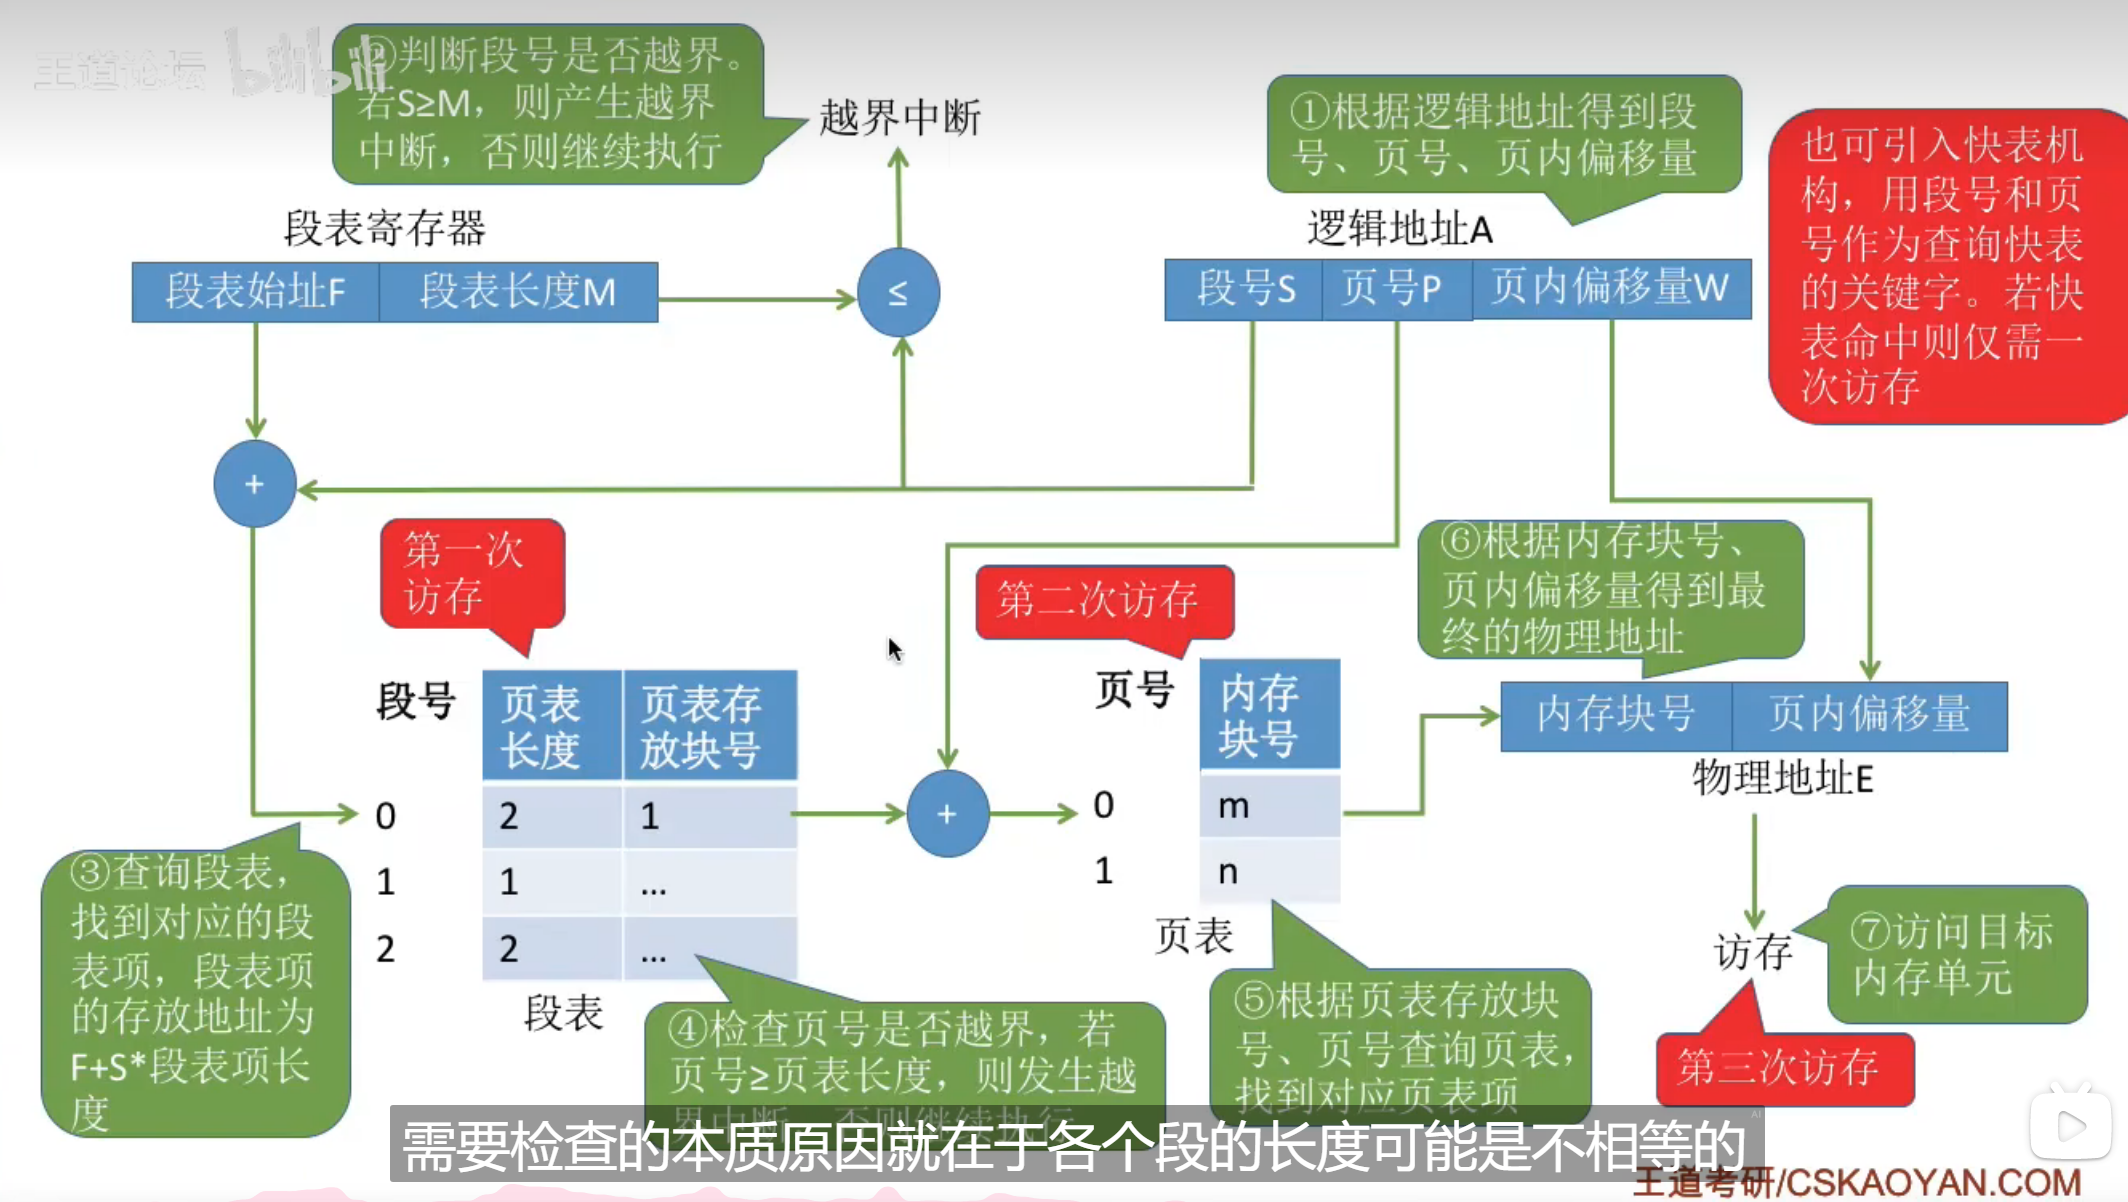 王道论坛 bilibili
②判断段号是否越界。
若S≥M，则产生越界
中断，否则继续执行
越界中断
①根据逻辑地址得到段
号、页号、页内偏移量
也可引入快表机
构，用段号和页
号作为查询快表
的关键字。若快
表命中则仅需一
次访存
段表寄存器
段表始址F 段表长度M
≤
逻辑地址A
段号S 页号P 页内偏移量W
+
第一次
访存
第二次访存
⑥根据内存块号、
页内偏移量得到最
终的物理地址
段号 页表长度 页表存放块号
0 2 1
1 1 ...
2 2 ...
段表
+
页号 内存块号
0 m
1 n
页表
内存块号 页内偏移量
物理地址E
③查询段表，
找到对应的段
表项，段表项
的存放地址为
F+S*段表项长
度
④检查页号是否越界，若
页号≥页表长度，则发生越
界中断，否则继续执行
⑤根据页表存放块
号、页号查询页表，
找到对应页表项
访存
⑦访问目标
内存单元
第三次访存
需要检查的本质原因就在于各个段的长度可能是不相等的
AI
王道考研/CSKAOYAN.COM